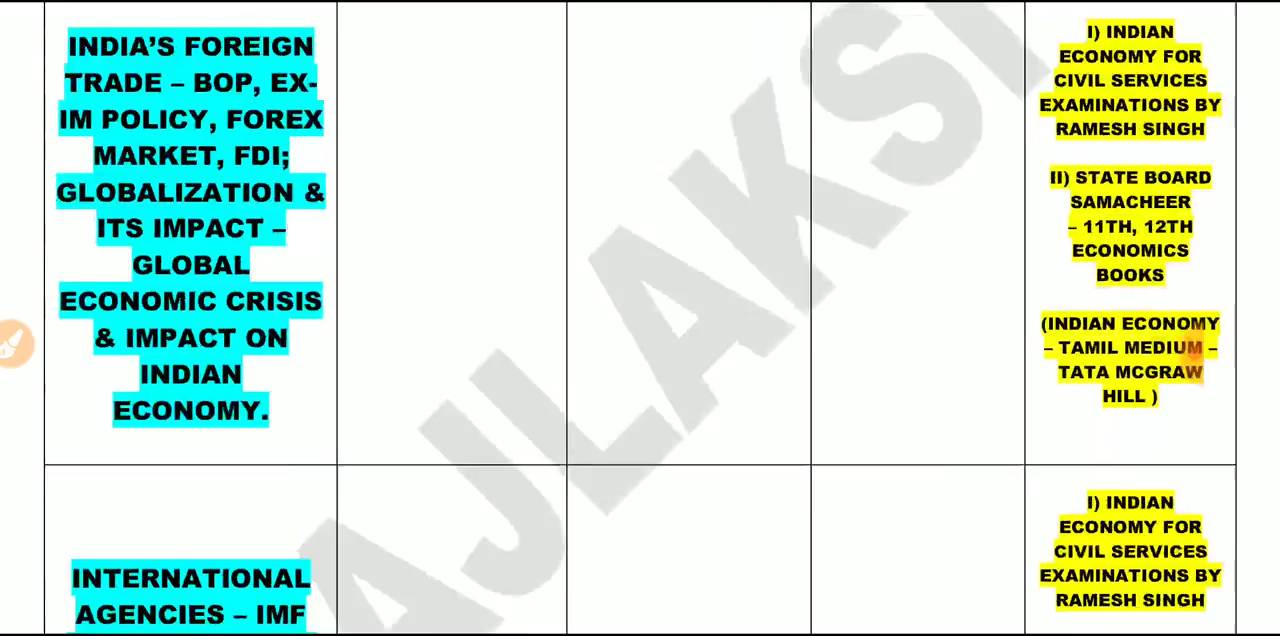 INDIA’S FOREIGN
TRADE – BOP, EX-
IM POLICY, FOREX
MARKET, FDI;
GLOBALIZATION &
ITS IMPACT –
GLOBAL
ECONOMIC CRISIS
& IMPACT ON
INDIAN
ECONOMY.
I) INDIAN
ECONOMY FOR
CIVIL SERVICES
EXAMINATIONS BY
RAMESH SINGH
II) STATE BOARD
SAMACHEER
– 11TH, 12TH
ECONOMICS
BOOKS
(INDIAN ECONOMY
– TAMIL MEDIUM –
TATA MCGRAW
HILL )
INTERNATIONAL
AGENCIES – IMF
I) INDIAN
ECONOMY FOR
CIVIL SERVICES
EXAMINATIONS BY
RAMESH SINGH
AJLAKSI